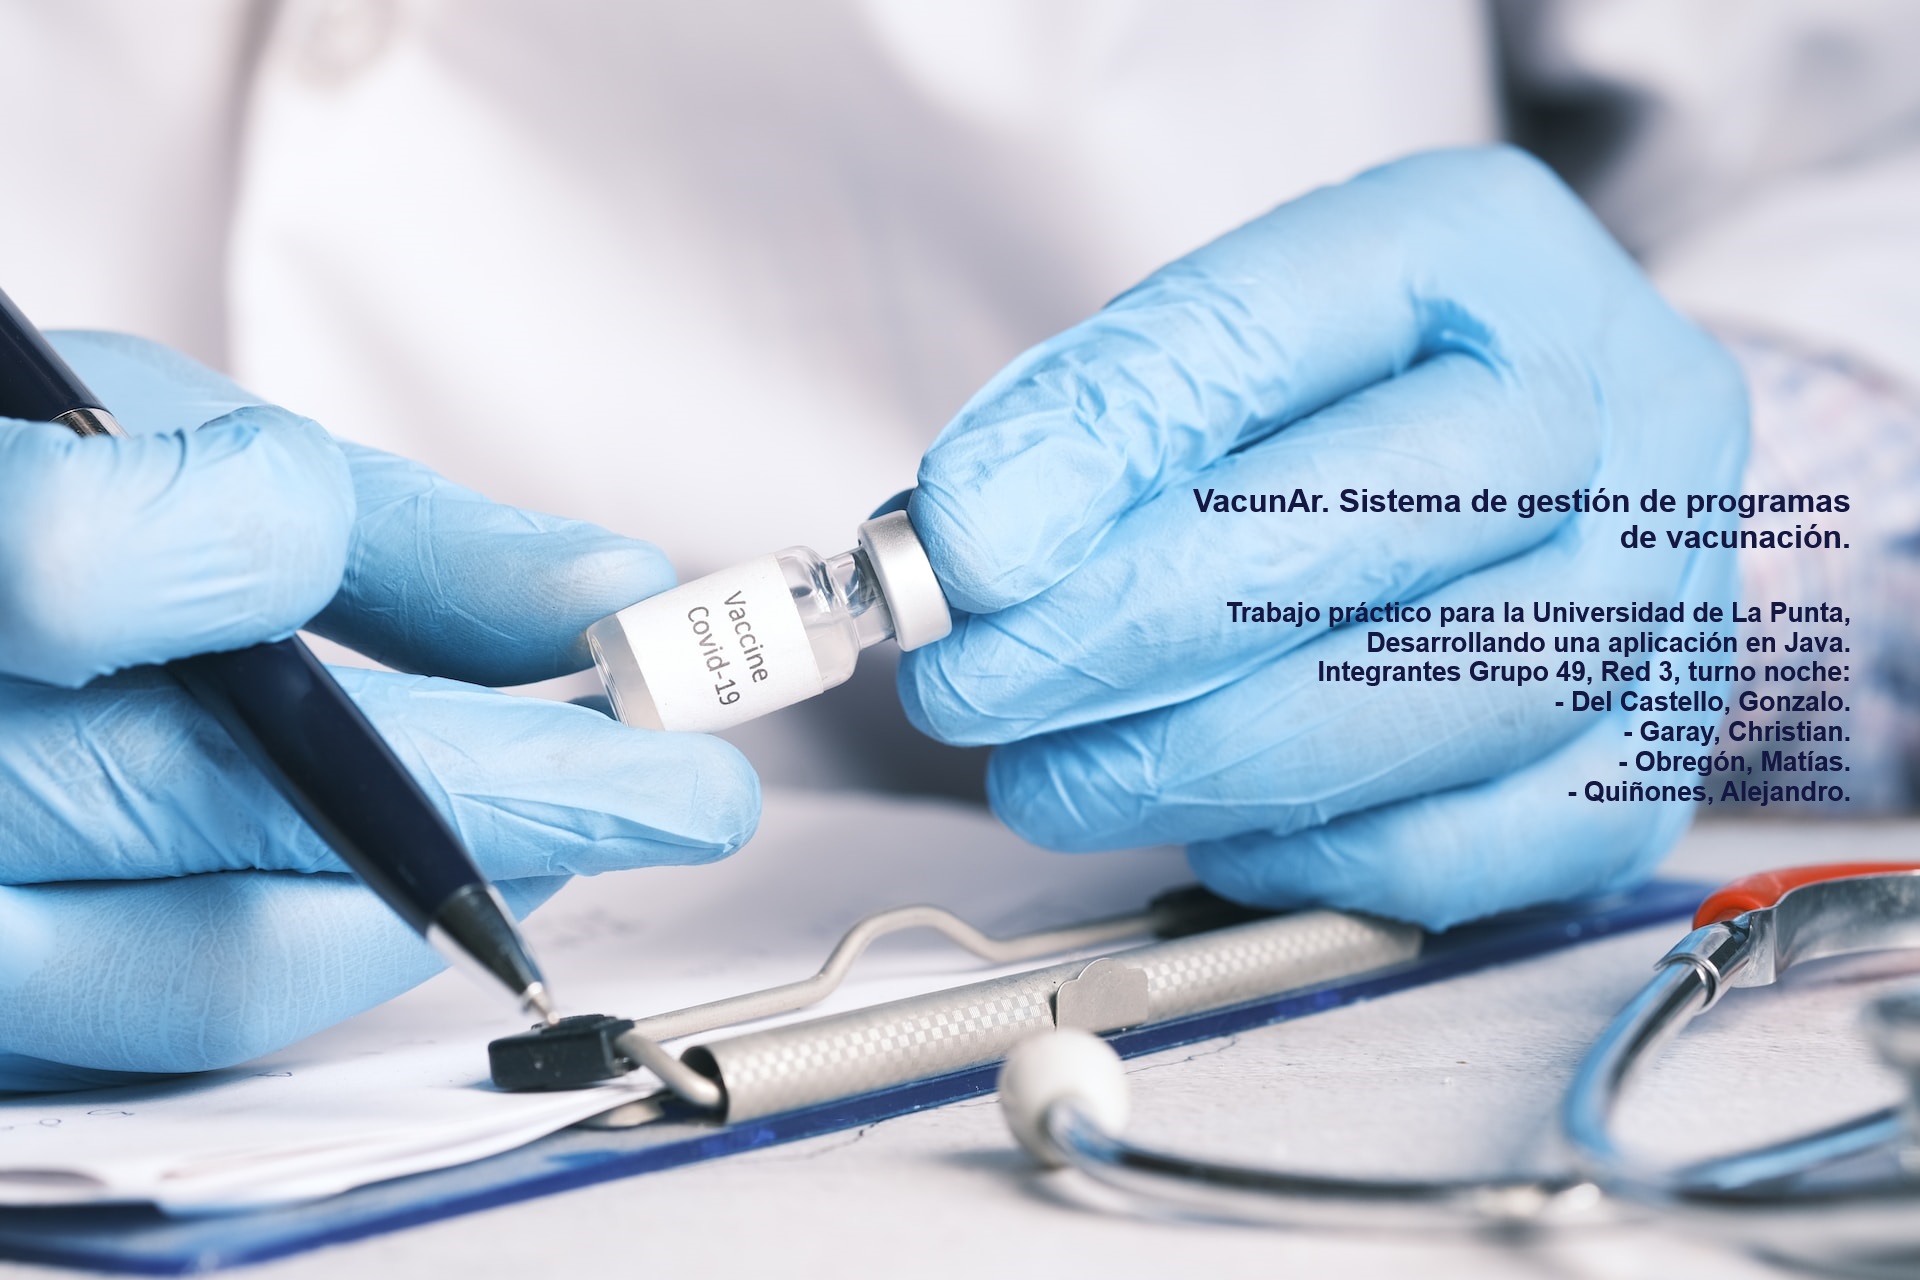 VacunAr. Sistema de gestión de programas
de vacunación.
Trabajo práctico para la Universidad de La Punta,
Desarrollando una aplicación en Java.
Integrantes Grupo 49, Red 3, turno noche:
- Del Castello, Gonzalo.
- Garay, Christian.
- Obregón, Matías.
- Quiñones, Alejandro.
Vaccine
Covid-19